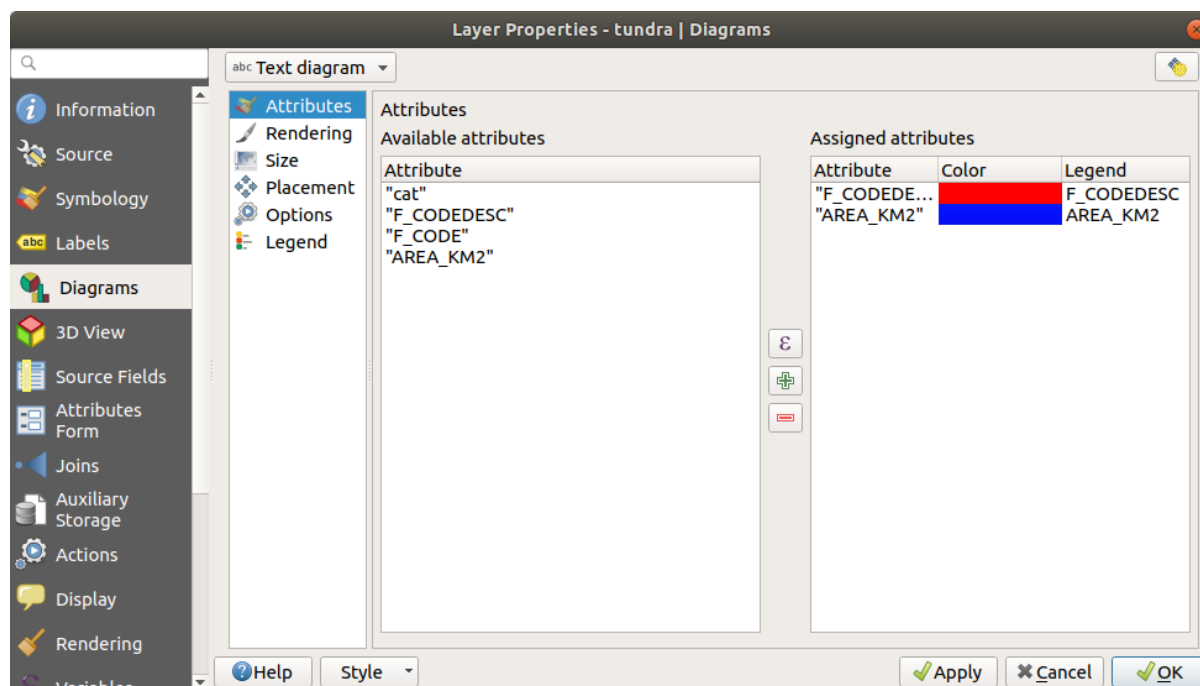 Layer Properties - tundra | Diagrams
abc Text diagram
Information
Source
Symbology
abc Labels
Diagrams
3D View
Source Fields
Attributes
Form
Joins
Auxiliary
Storage
Actions
Display
Rendering
Attributes
Rendering
Size
Placement
Options
Legend
Attributes
Available attributes
Attribute
"cat"
"F_CODEDESC"
"F_CODE"
"AREA_KM2"
ε
Assigned attributes
Attribute Color Legend
"F_CODEDE... F_CODEDESC
"AREA_KM2" AREA_KM2
Help Style Apply Cancel OK